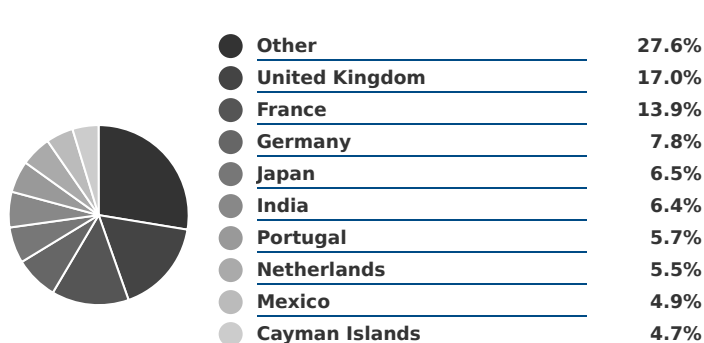 Other 27.6%
United Kingdom 17.0%
France 13.9%
Germany 7.8%
Japan 6.5%
India 6.4%
Portugal 5.7%
Netherlands 5.5%
Mexico 4.9%
Cayman Islands 4.7%